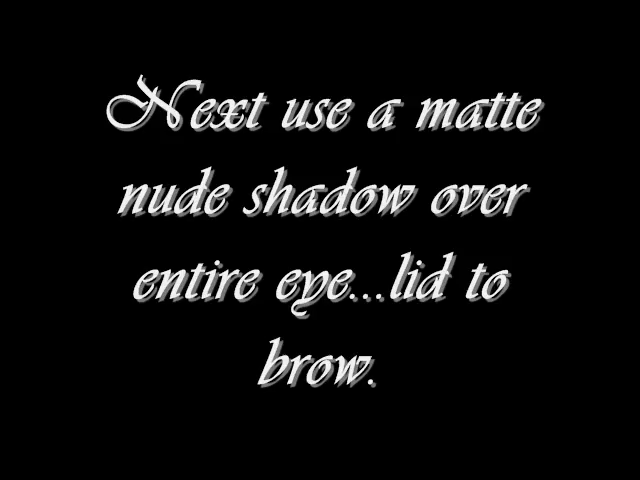 Next use a matte
nude shadow over
entire eye...lid to
brow.